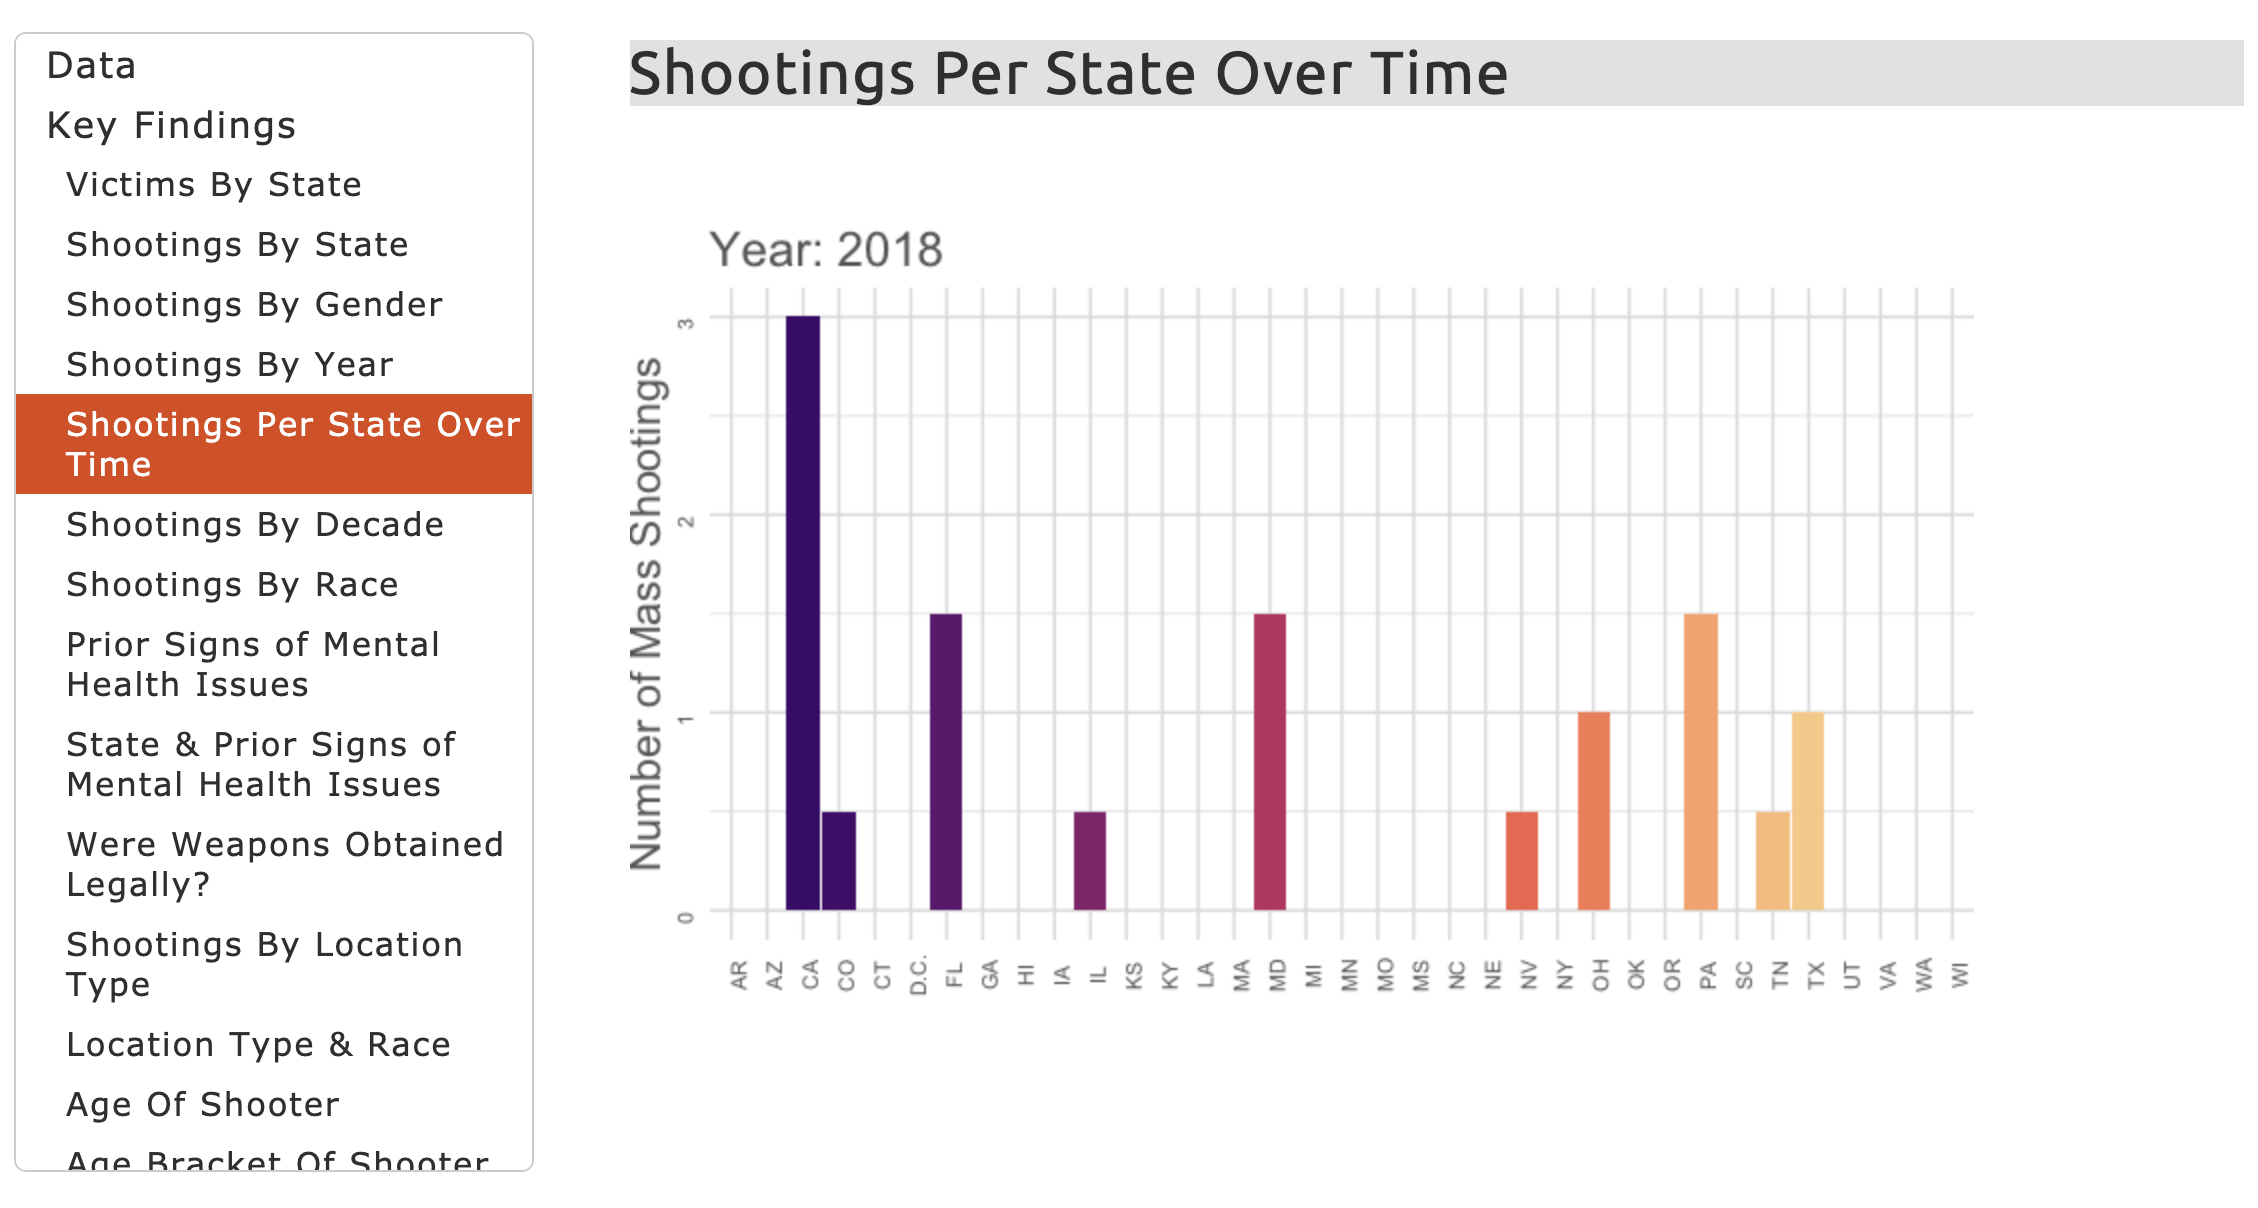 Data
Key Findings
Victims By State
Shootings By State
Shootings By Gender
Shootings By Year
Shootings Per State Over
Time
Shootings By Decade
Shootings By Race
Prior Signs of Mental
Health Issues
State & Prior Signs of
Mental Health Issues
Were Weapons Obtained
Legally?
Shootings By Location
Type
Location Type & Race
Age Of Shooter
Age Bracket Of Shooter
Shootings Per State Over Time
Year: 2018
Number of Mass Shootings
3
2
1
0
AR AZ CA CO CT D.C. FL GA HI IA IL KS KY LA MA MD MI MN MO MS NC NE NV NY OH OK OR PA SC TN TX UT VA WA WI